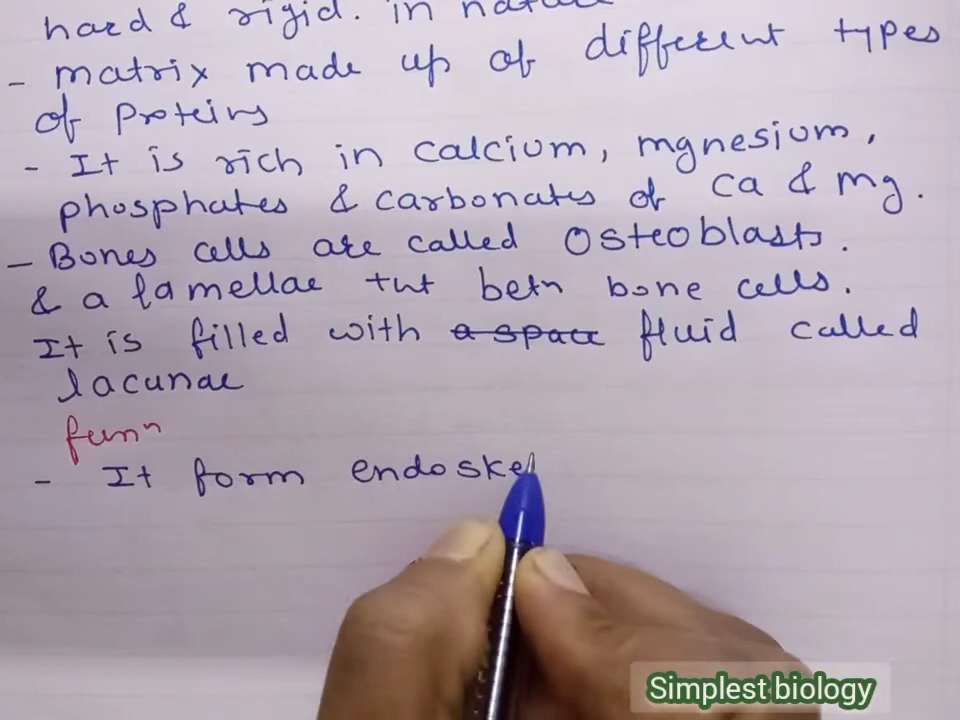 hard & rigid. in nature
- matrix made up of different types
of Proteins
- It is rich in calcium, mgnesium,
phosphates & carbonates of Ca & mg.
- Bones cells are called Osteoblasts.
& a lamellae tht betn bone cells.
It is filled with a space fluid called
lacunae
funn
- It form endoske
Simplest biology